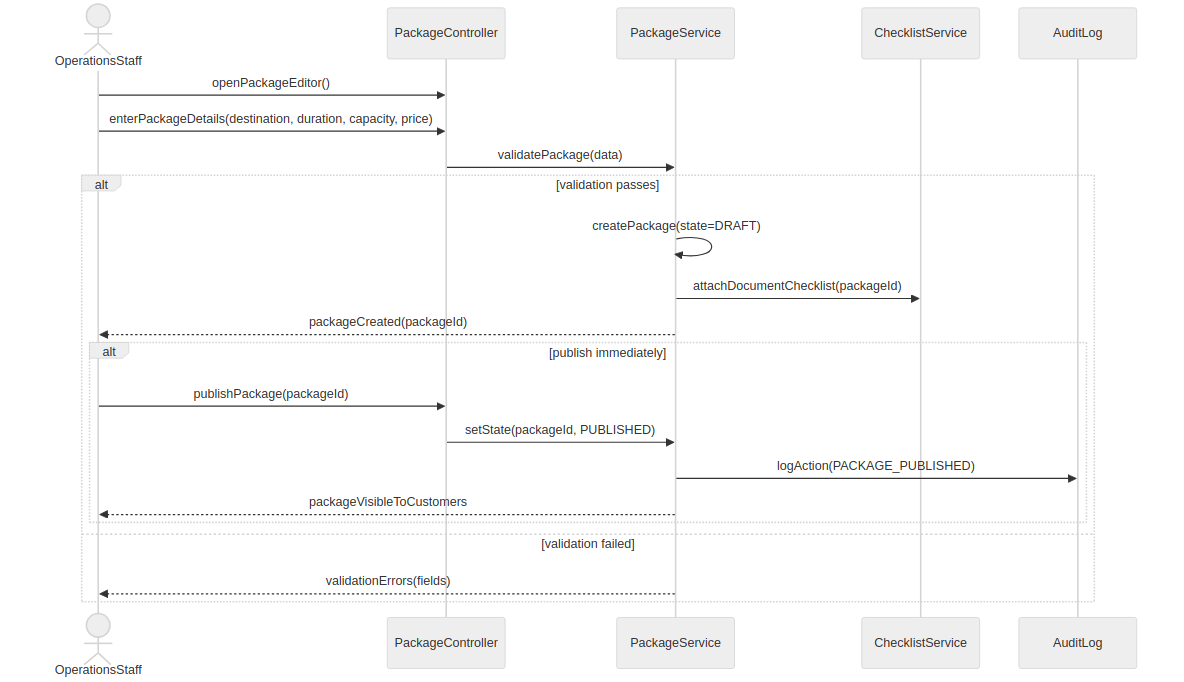 OperationsStaff
PackageController
PackageService
ChecklistService
AuditLog
openPackageEditor()
enterPackageDetails(destination, duration, capacity, price)
validatePackage(data)
alt
[validation passes]
createPackage(state=DRAFT)
attachDocumentChecklist(packageId)
packageCreated(packageId)
alt
[publish immediately]
publishPackage(packageId)
setState(packageId, PUBLISHED)
logAction(PACKAGE_PUBLISHED)
packageVisibleToCustomers
[validation failed]
validationErrors(fields)
OperationsStaff
PackageController
PackageService
ChecklistService
AuditLog